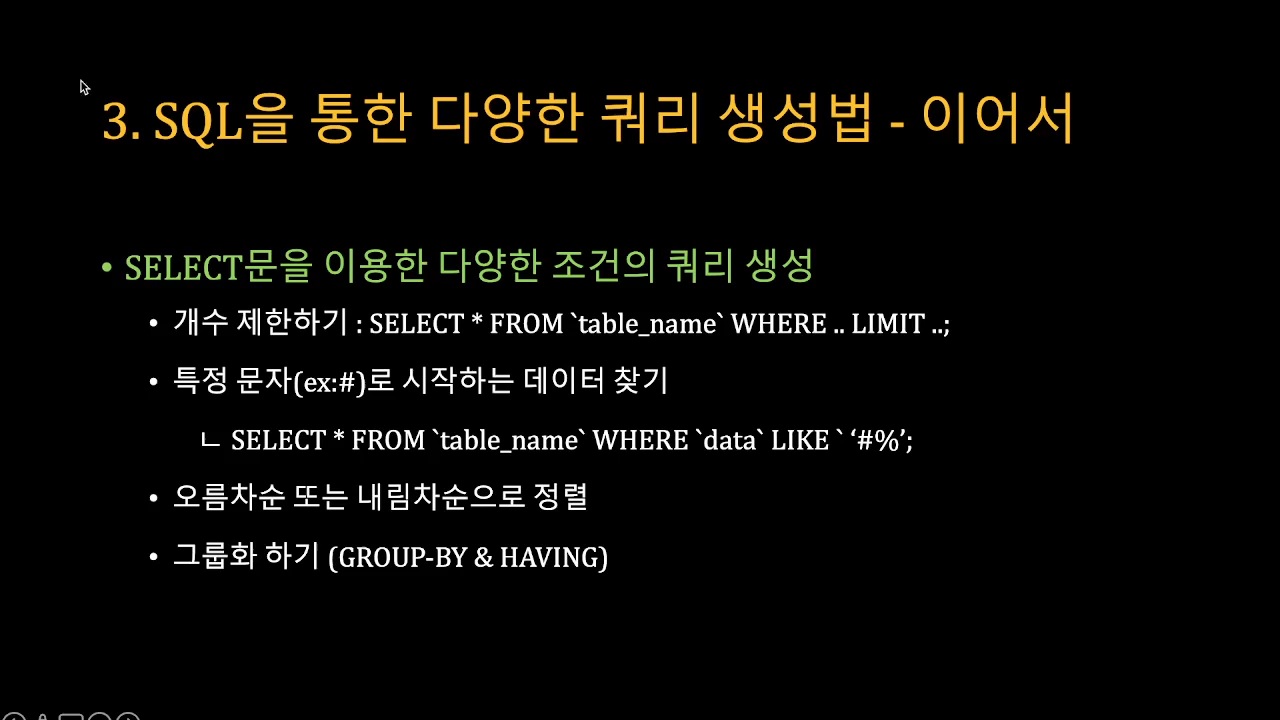 3. SQL을 통한 다양한 쿼리 생성법 - 이어서
• SELECT문을 이용한 다양한 조건의 쿼리 생성
• 개수 제한하기 : SELECT * FROM `table_name` WHERE .. LIMIT ..;
• 특정 문자(ex:#)로 시작하는 데이터 찾기
ㄴ SELECT * FROM `table_name` WHERE `data` LIKE ` ‘#%’;
• 오름차순 또는 내림차순으로 정렬
• 그룹화 하기 (GROUP-BY & HAVING)